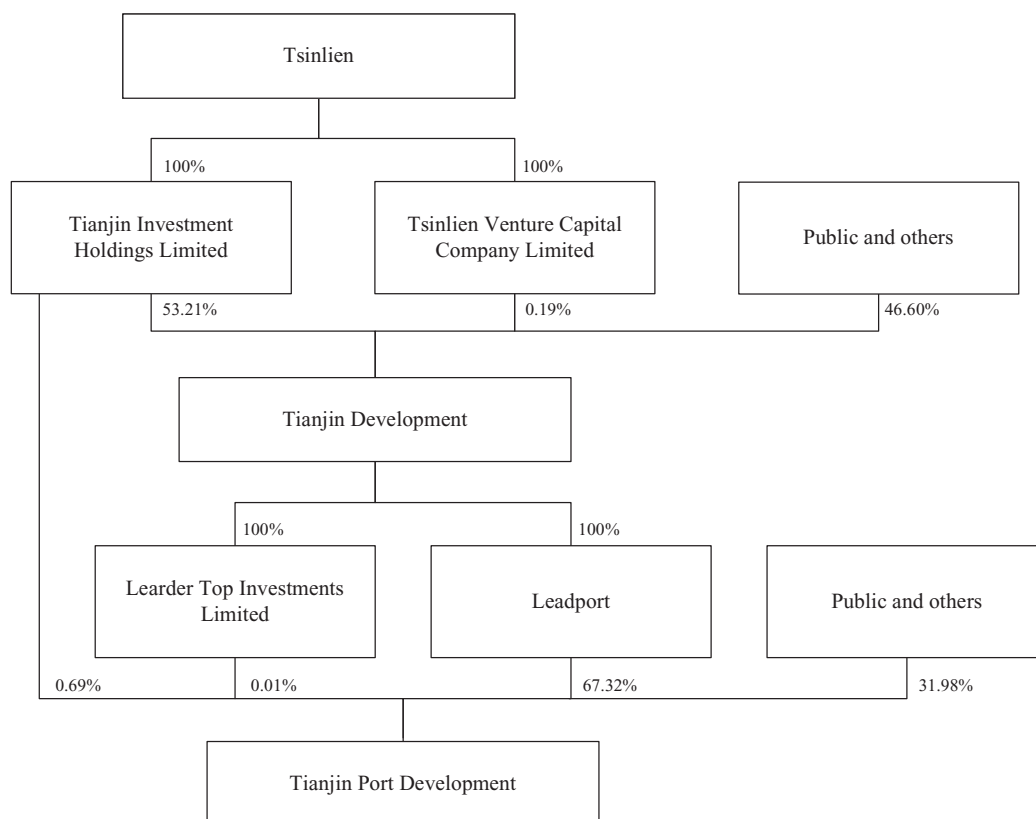 Tsinlien
100%
100%
Tianjin Investment
Holdings Limited
Tsinlien Venture Capital
Company Limited
Public and others
53.21%
0.19%
46.60%
Tianjin Development
100%
100%
Learder Top Investments
Limited
Leadport
Public and others
0.69%
0.01%
67.32%
31.98%
Tianjin Port Development